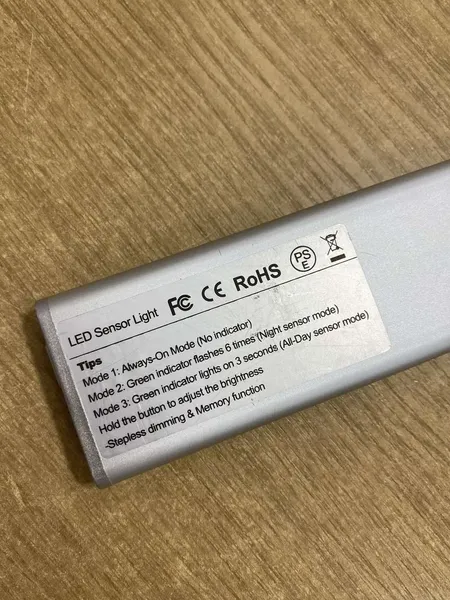 LED Sensor Light FC CE RoHS PSE
Tips
Mode 1: Always-On Mode (No indicator)
Mode 2: Green indicator flashes 6 times (Night sensor mode)
Mode 3: Green indicator lights on 3 seconds (All-Day sensor mode)
Hold the button to adjust the brightness
-Stepless dimming & Memory function